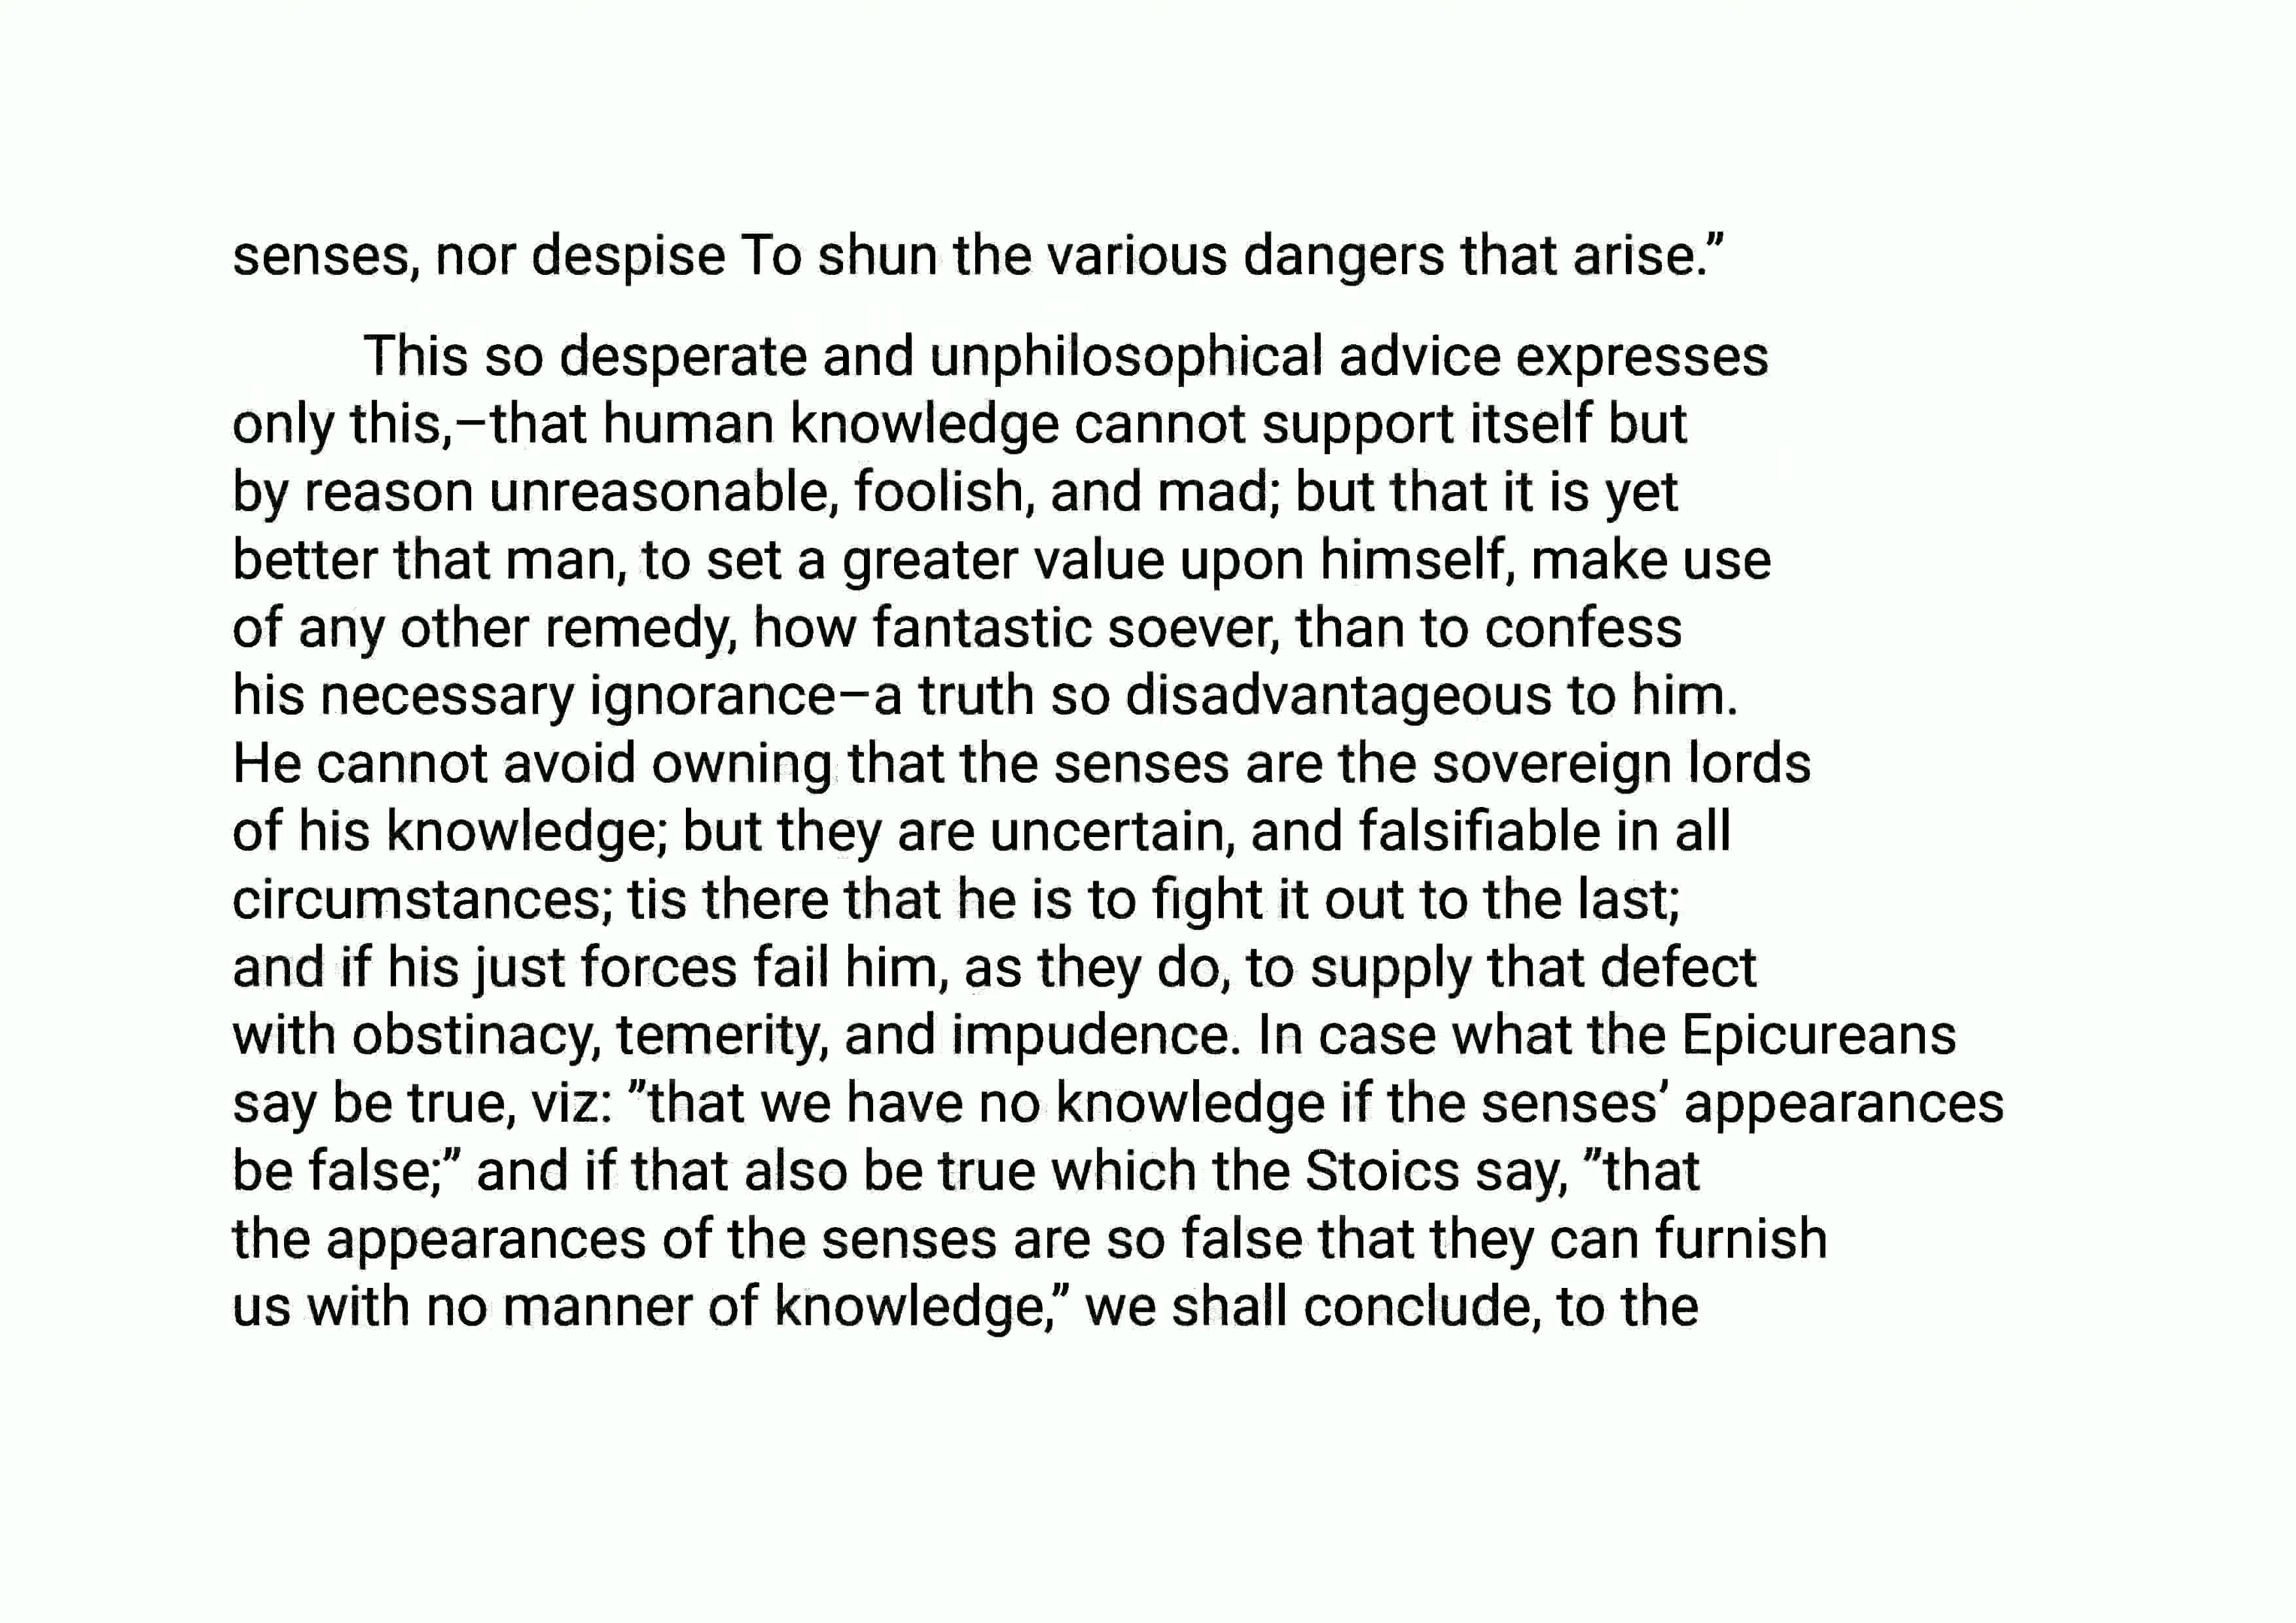 senses, nor despise To shun the various dangers that arise.”
This so desperate and unphilosophical advice expresses
only this,–that human knowledge cannot support itself but
by reason unreasonable, foolish, and mad; but that it is yet
better that man, to set a greater value upon himself, make use
of any other remedy, how fantastic soever, than to confess
his necessary ignorance–a truth so disadvantageous to him.
He cannot avoid owning that the senses are the sovereign lords
of his knowledge; but they are uncertain, and falsifiable in all
circumstances; tis there that he is to fight it out to the last;
and if his just forces fail him, as they do, to supply that defect
with obstinacy, temerity, and impudence. In case what the Epicureans
say be true, viz: ”that we have no knowledge if the senses’ appearances
be false;” and if that also be true which the Stoics say, ”that
the appearances of the senses are so false that they can furnish
us with no manner of knowledge,” we shall conclude, to the